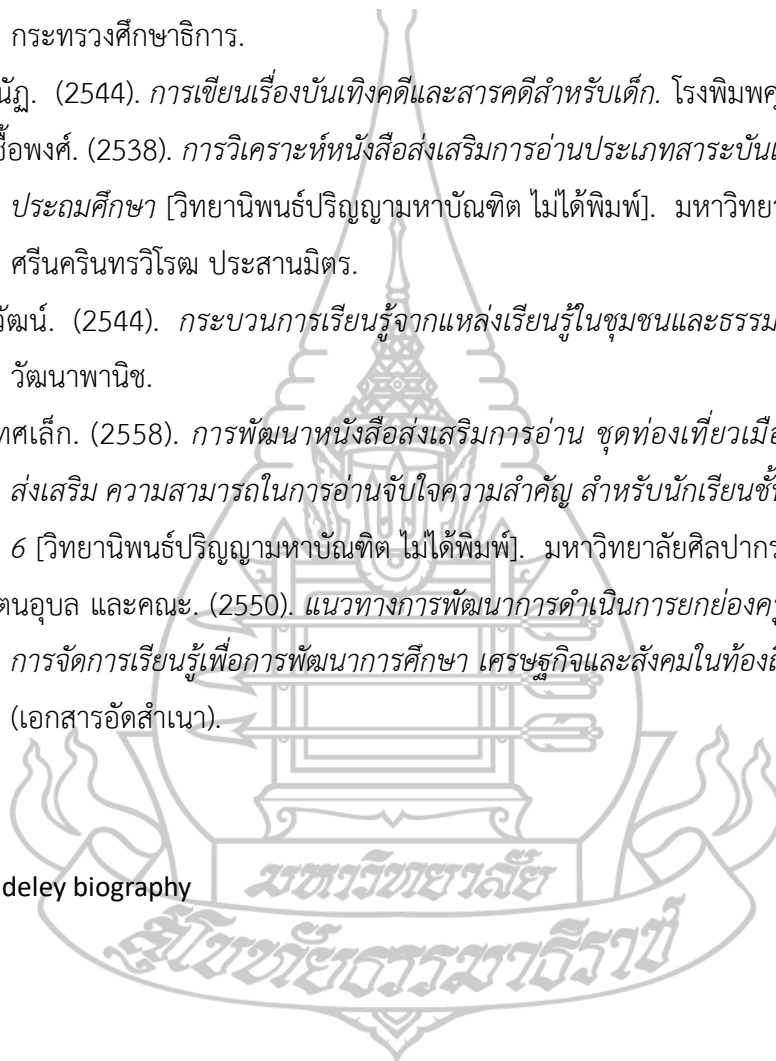 กระทรวงศึกษาธิการ.
นัฏ. (2544). การเขียนเรื่องบันเทิงคดีและสารคดีสำหรับเด็ก. โรงพิมพ์
ชื้อพงศ์. (2538). การวิเคราะห์หนังสือส่งเสริมการอ่านประเภทสาระบัน
ประถมศึกษา [วิทยานิพนธ์ปริญญามหาบัณฑิต ไม่ได้พิมพ์]. มหาวิทยา
ศรีนครินทรวิโรฒ ประสานมิตร.
วัฒน์. (2544). กระบวนการเรียนรู้จากแหล่งเรียนรู้ในชุมชนและธรรม
วัฒนาพานิช.
ทศเล็ก. (2558). การพัฒนาหนังสือส่งเสริมการอ่าน ชุดท่องเที่ยวเมือ
ส่งเสริม ความสามารถในการอ่านจับใจความสำคัญ สำหรับนักเรียนชั้
6 [วิทยานิพนธ์ปริญญามหาบัณฑิต ไม่ได้พิมพ์]. มหาวิทยาลัยศิลปากร
ตนอุบล และคณะ. (2550). แนวทางการพัฒนาการดำเนินการยกย่องครู
การจัดการเรียนรู้เพื่อการพัฒนาการศึกษา เศรษฐกิจและสังคมในท้องถิ
(เอกสารอัดสำเนา).
deley biography
มหาวิทยาลัย
สุโขทัยธรรมาธิราช